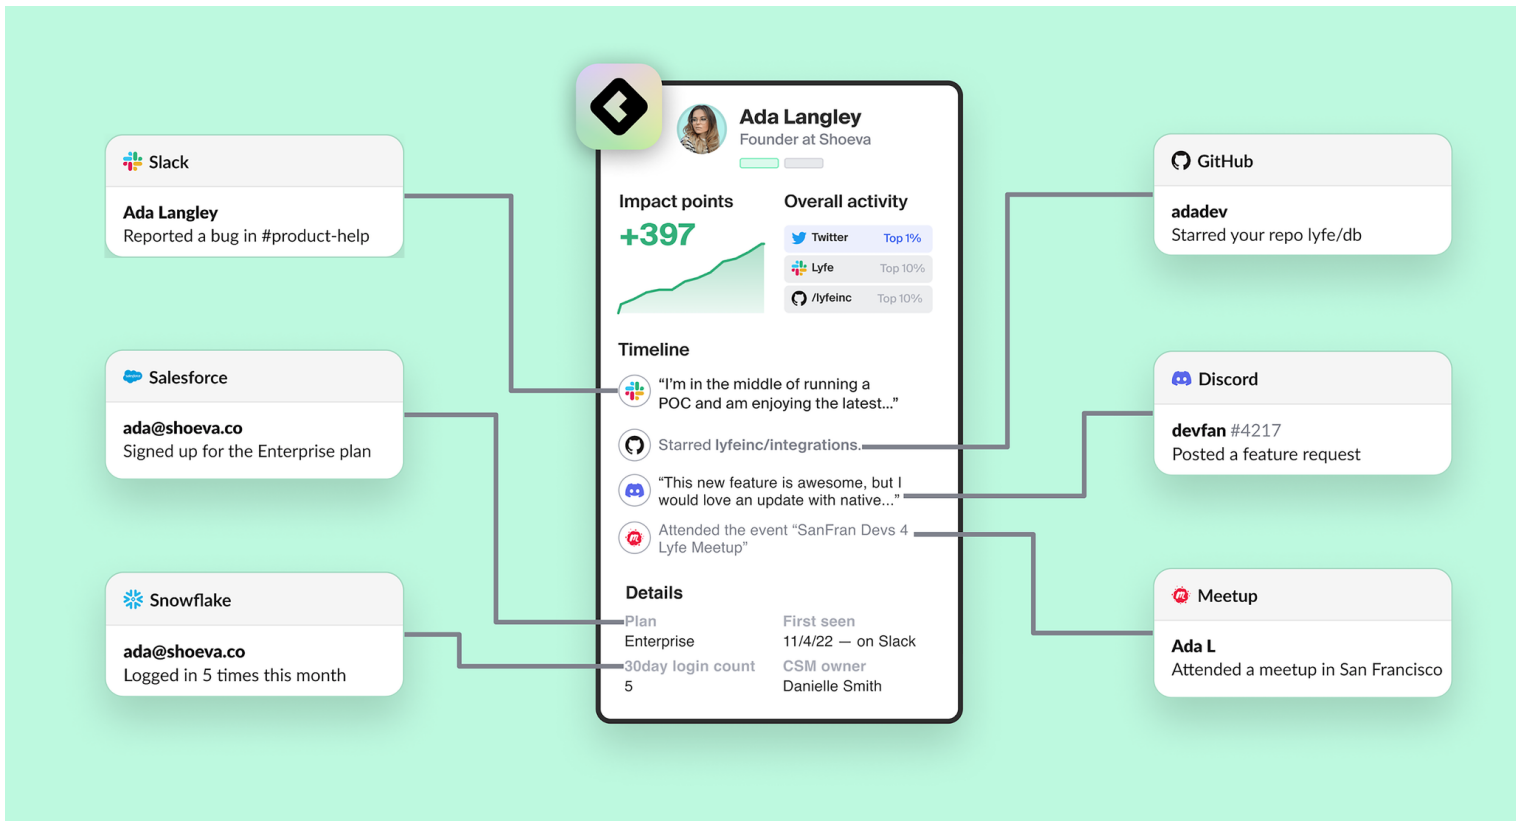 Slack
Ada Langley
Reported a bug in #product-help
Salesforce
ada@shoeva.co
Signed up for the Enterprise plan
Snowflake
ada@shoeva.co
Logged in 5 times this month
Ada Langley
Founder at Shoeva
Impact points
+397
Overall activity
Twitter Top 1%
Lyfe Top 10%
/lyfeinc Top 10%
Timeline
“I’m in the middle of running a
POC and am enjoying the latest...”
Starred lyfeinc/integrations.
“This new feature is awesome, but I
would love an update with native...”
Attended the event “SanFran Devs 4
Lyfe Meetup”
Details
Plan
Enterprise
First seen
11/4/22 — on Slack
30day login count
5
CSM owner
Danielle Smith
GitHub
adadev
Starred your repo lyfe/db
Discord
devfan #4217
Posted a feature request
Meetup
Ada L
Attended a meetup in San Francisco